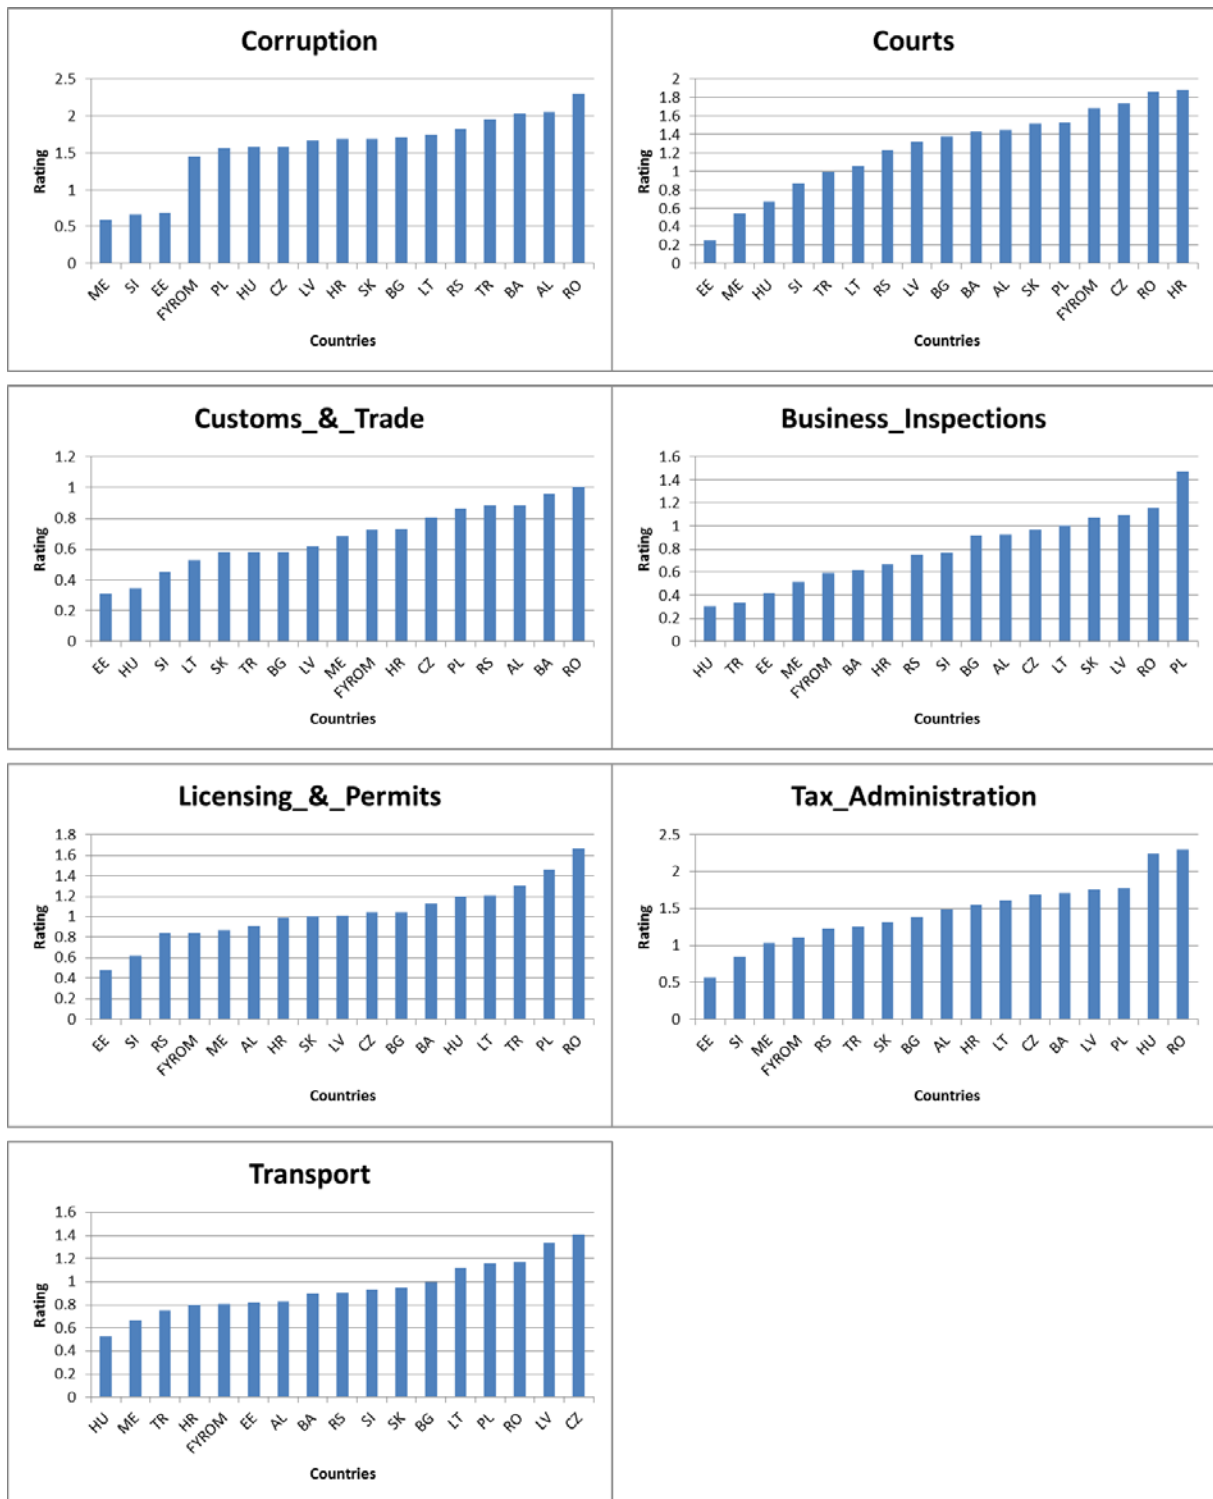 Corruption
2.5
2
1.5
1
0.5
0
Rating
ME SI EE FYROM PL HU CZ LV HR SK BG LT RS TR BA AL RO
Countries
Courts
2
1.8
1.6
1.4
1.2
1
0.8
0.6
0.4
0.2
0
Rating
EE ME HU SI TR LT RS LV BG BA AL SK PL FYROM CZ RO HR
Countries
Customs_&_Trade
1.2
1
0.8
0.6
0.4
0.2
0
Rating
EE HU SI LT SK TR BG LV ME FYROM HR CZ PL RS AL BA RO
Countries
Business_Inspections
1.6
1.4
1.2
1
0.8
0.6
0.4
0.2
0
Rating
HU TR EE ME FYROM BA HR RS SI BG AL CZ LT SK LV RO PL
Countries
Licensing_&_Permits
1.8
1.6
1.4
1.2
1
0.8
0.6
0.4
0.2
0
Rating
EE SI RS FYROM ME AL HR SK LV CZ BG BA HU LT TR PL RO
Countries
Tax_Administration
2.5
2
1.5
1
0.5
0
Rating
EE SI ME FYROM RS TR SK BG AL HR LT CZ BA LV PL HU RO
Countries
Transport
1.6
1.4
1.2
1
0.8
0.6
0.4
0.2
0
Rating
HU ME TR HR FYROM EE AL BA RS SI SK BG LT PL RO LV CZ
Countries